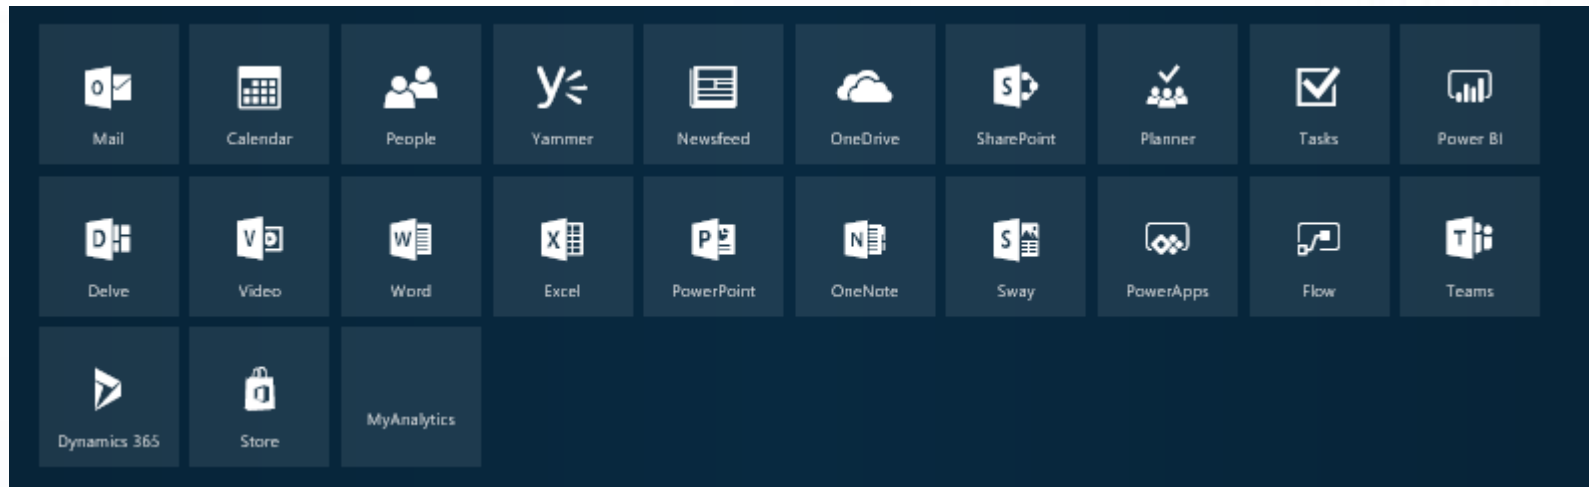 Mail Calendar People Yammer Newsfeed OneDrive SharePoint Planner Tasks Power BI
Delve Video Word Excel PowerPoint OneNote Sway PowerApps Flow Teams
Dynamics 365 Store MyAnalytics